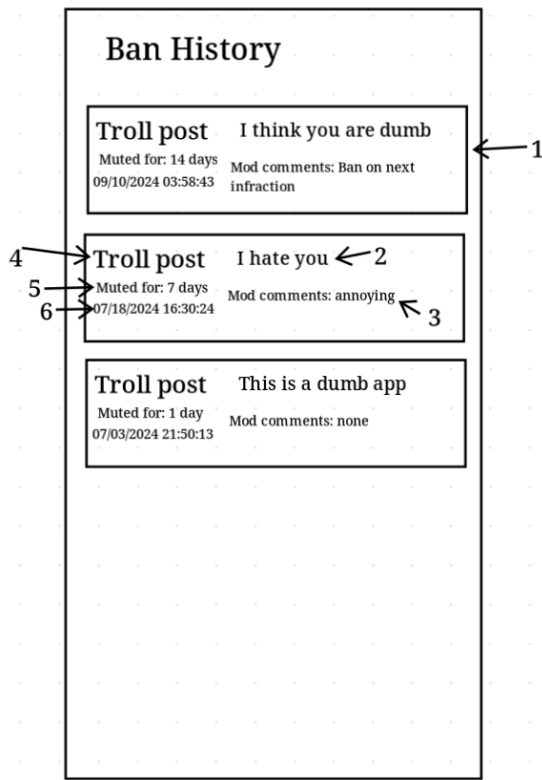 Ban History
Troll post
I think you are dumb
Muted for: 14 days
Mod comments: Ban on next
infraction
09/10/2024 03:58:43
1
4
Troll post
I hate you
2
5
Muted for: 7 days
Mod comments: annoying
3
6
07/18/2024 16:30:24
Troll post
This is a dumb app
Muted for: 1 day
Mod comments: none
07/03/2024 21:50:13